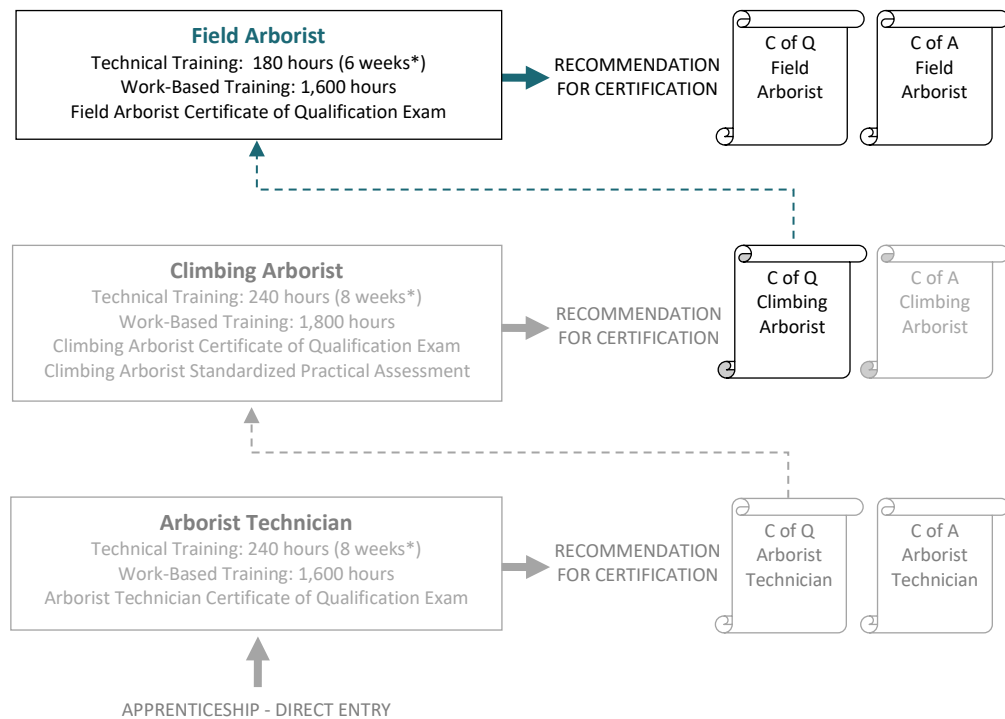 Field Arborist
Technical Training:  180 hours (6 weeks*)
Work-Based Training: 1,600 hours
Field Arborist Certificate of Qualification Exam
RECOMMENDATION
FOR CERTIFICATION
C of Q
Field
Arborist
C of A
Field
Arborist
Climbing Arborist
Technical Training: 240 hours (8 weeks*)
Work-Based Training: 1,800 hours
Climbing Arborist Certificate of Qualification Exam
Climbing Arborist Standardized Practical Assessment
RECOMMENDATION
FOR CERTIFICATION
C of Q
Climbing
Arborist
C of A
Climbing
Arborist
Arborist Technician
Technical Training: 240 hours (8 weeks*)
Work-Based Training: 1,600 hours
Arborist Technician Certificate of Qualification Exam
RECOMMENDATION
FOR CERTIFICATION
C of Q
Arborist
Technician
C of A
Arborist
Technician
APPRENTICESHIP - DIRECT ENTRY